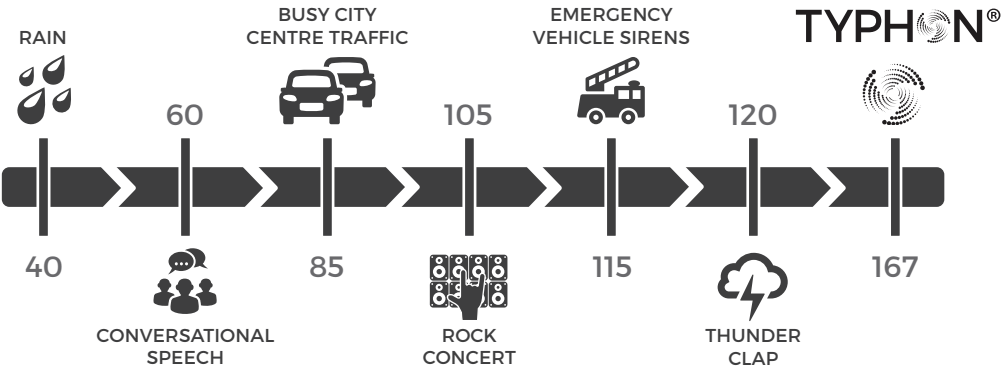 RAIN
40
60
CONVERSATIONAL
SPEECH
BUSY CITY
CENTRE TRAFFIC
85
105
ROCK
CONCERT
EMERGENCY
VEHICLE SIRENS
115
120
THUNDER
CLAP
TYPHON®
167